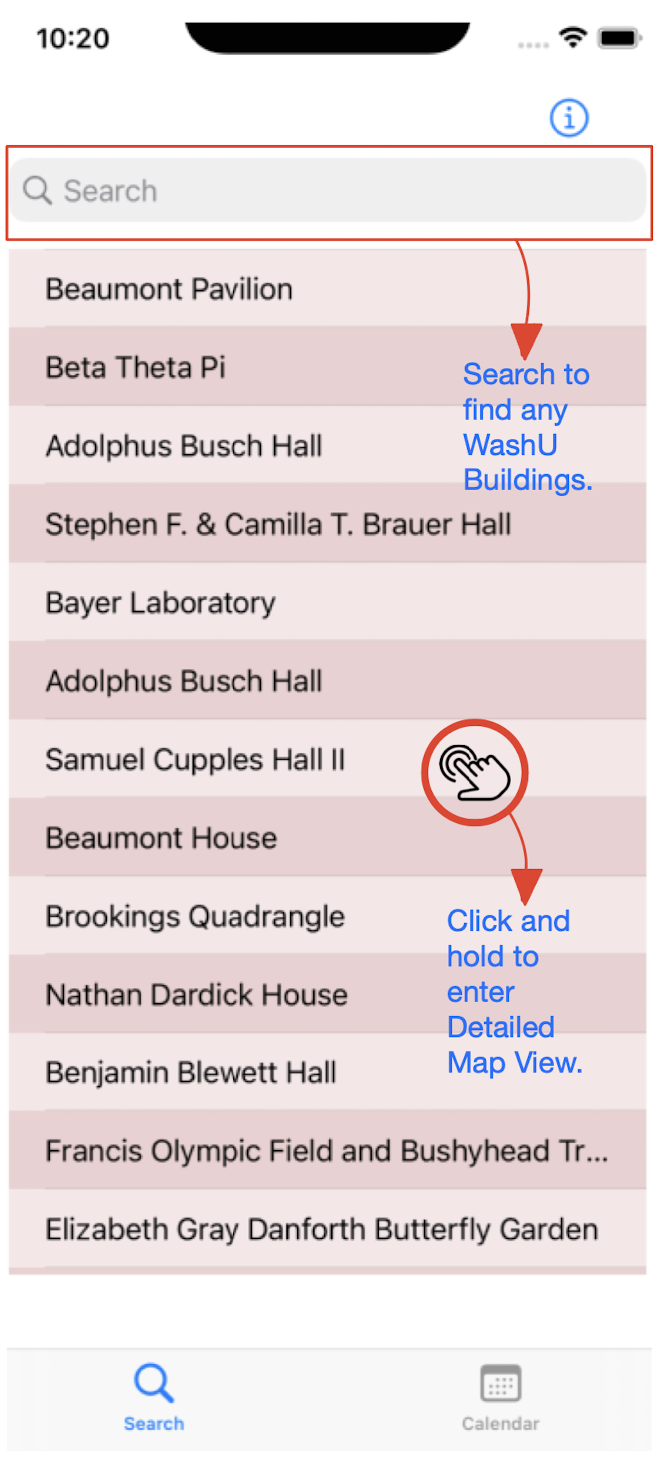 10:20
Search
Beaumont Pavilion
Beta Theta Pi
Search to
find any
WashU
Buildings.
Adolphus Busch Hall
Stephen F. & Camilla T. Brauer Hall
Bayer Laboratory
Adolphus Busch Hall
Samuel Cupples Hall II
Beaumont House
Brookings Quadrangle
Click and
hold to
enter
Detailed
Map View.
Nathan Dardick House
Benjamin Blewett Hall
Francis Olympic Field and Bushyhead Tr...
Elizabeth Gray Danforth Butterfly Garden
Search
Calendar